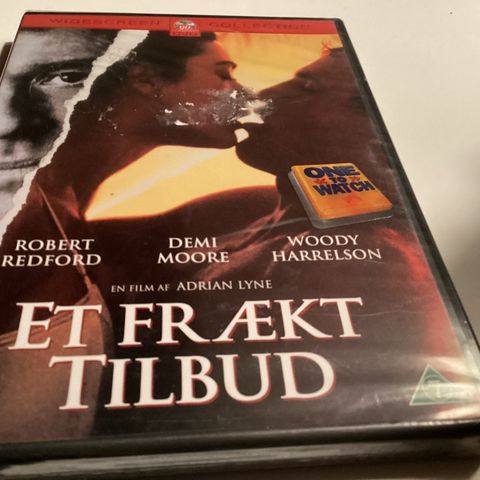 WIDESCREEN COLLECTION
ONE
TO
WATCH
ROBERT REDFORD
DEMI MOORE
WOODY HARRELSON
EN FILM AF ADRIAN LYNE
ET FRÆKT
TILBUD